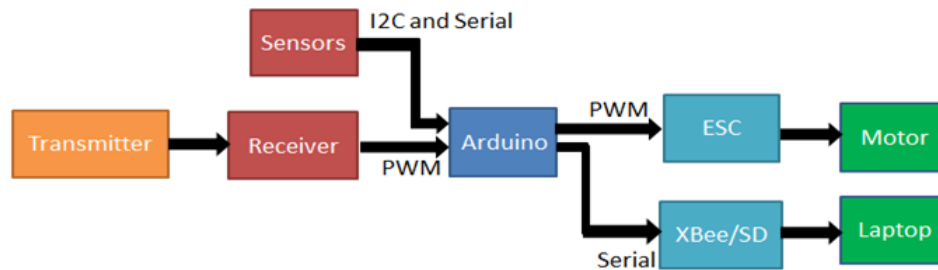 I2C and Serial
Sensors
Transmitter
Receiver
PWM
Arduino
PWM
ESC
Motor
XBee/SD
Serial
Laptop